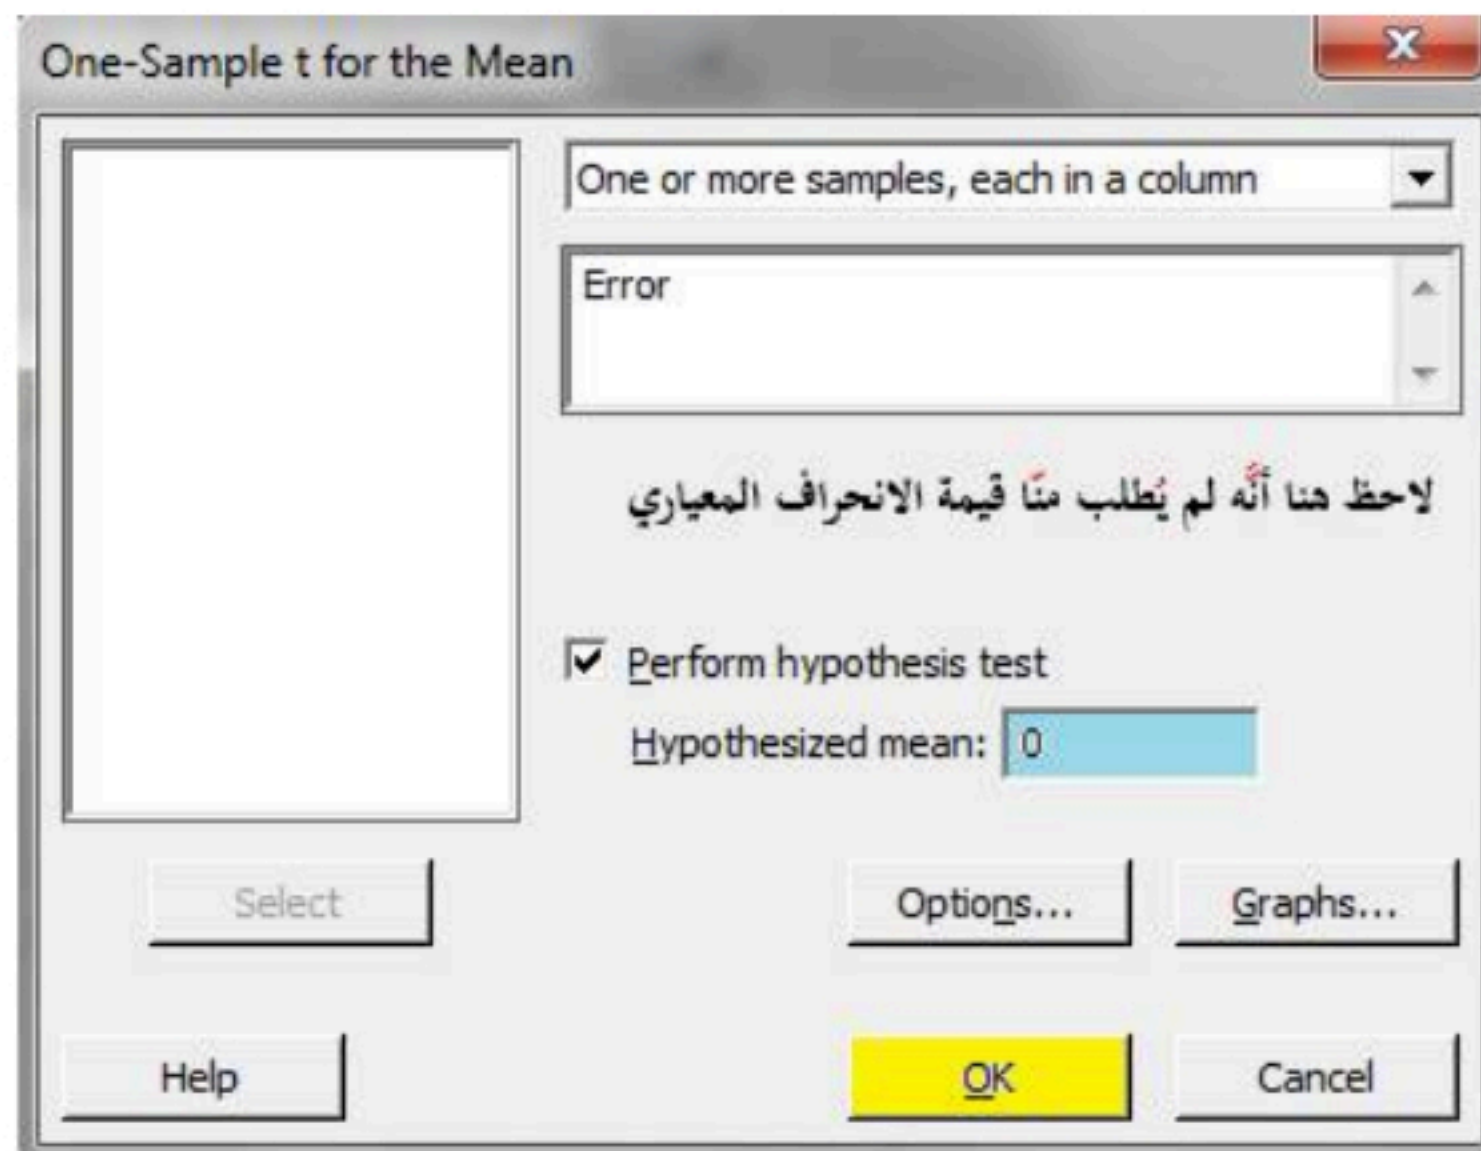 One-Sample t for the Mean
One or more samples, each in a column
Error
لاحظ هنا أنَّه لم يُطلب منّا قيمة الانحراف المعياري
Perform hypothesis test
Hypothesized mean: 0
Select
Options...
Graphs...
Help
OK
Cancel